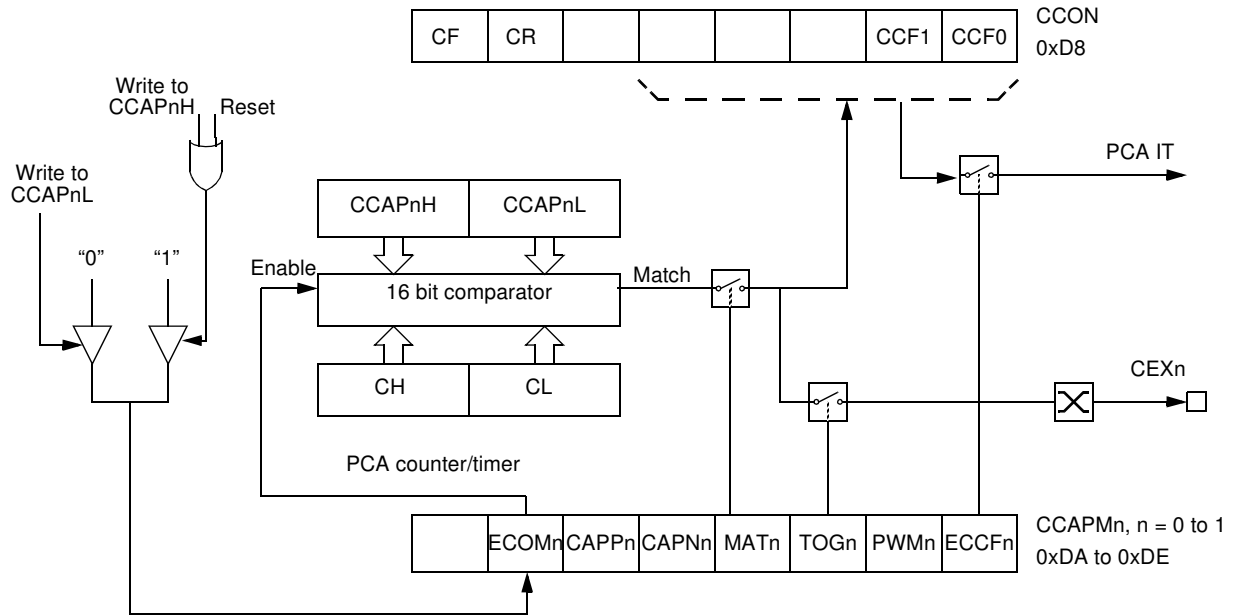 CF CR CCF1 CCF0
CCON
0xD8
Write to
CCAPnH Reset
Write to
CCAPnL
PCA IT
CCAPnH CCAPnL
“0” “1”
Enable
16 bit comparator
Match
CH CL
CEXn
PCA counter/timer
ECOMn CAPPn CAPNn MATn TOGn PWMn ECCFn
CCAPMn, n = 0 to 1
0xDA to 0xDE